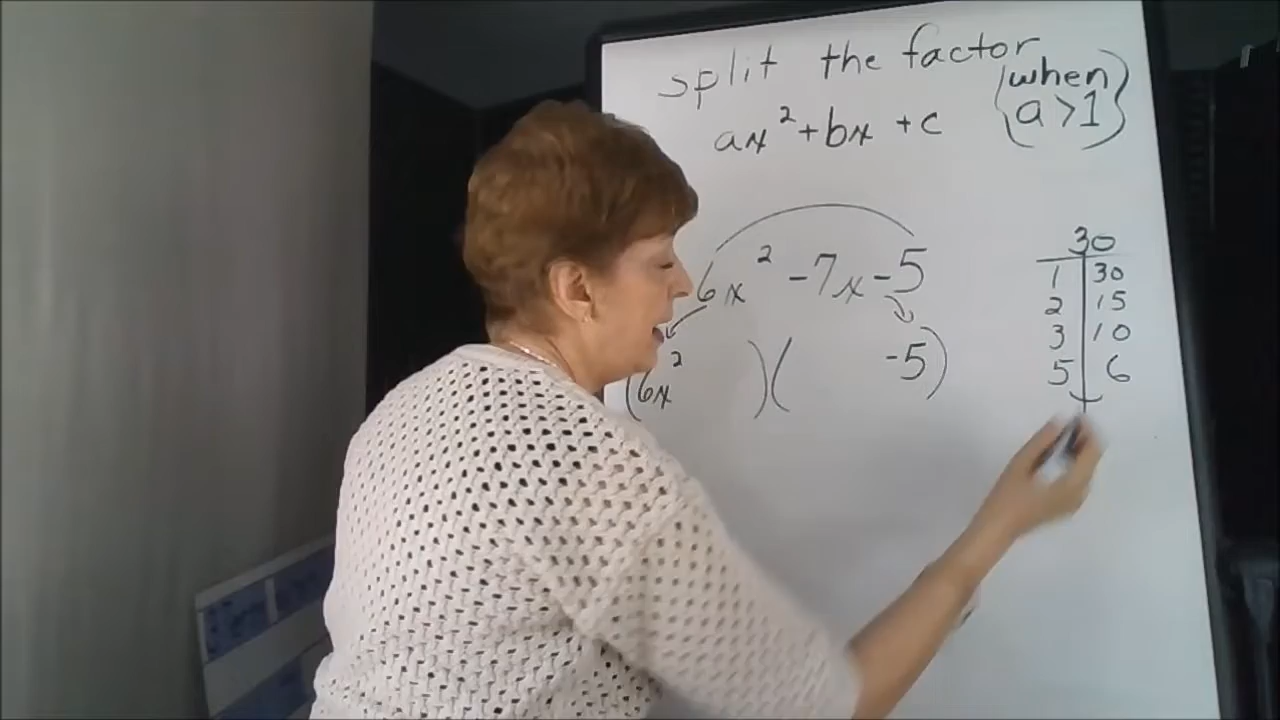 split the factor
(when
a>1)
ax²+bx+c
6x²-7x-5
(6x² )( -5)
30
1 30
2 15
3 10
5 6